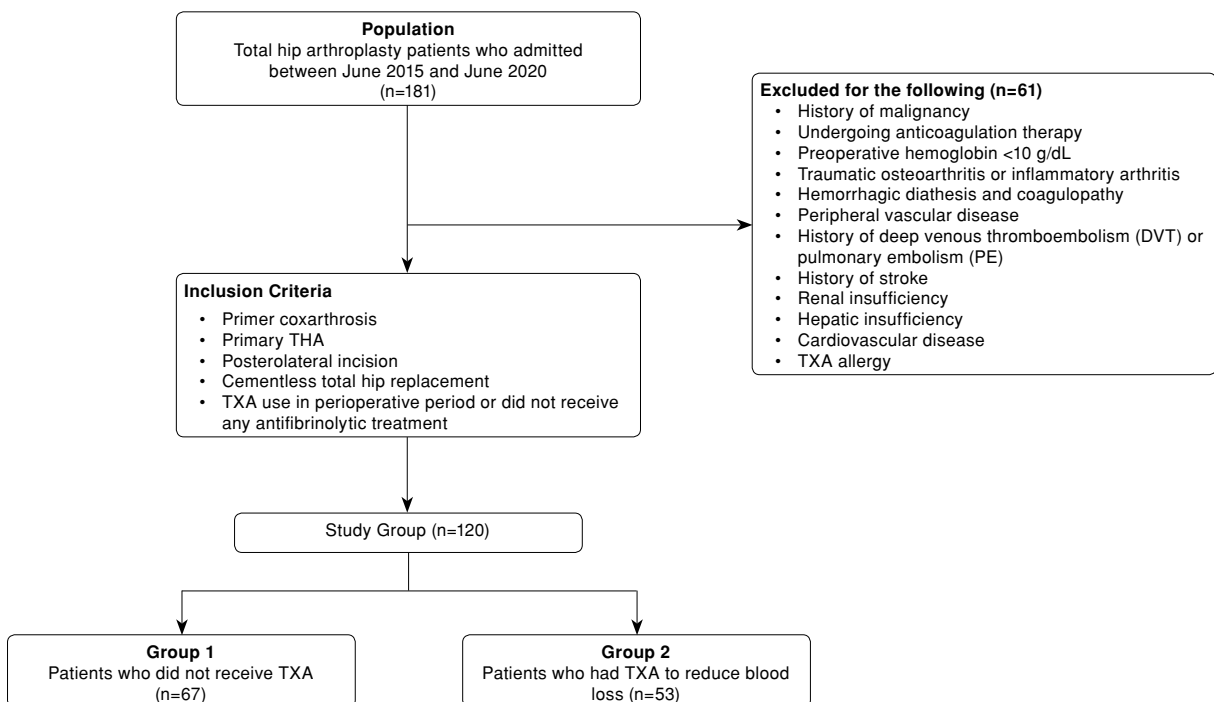 Population
Total hip arthroplasty patients who admitted
between June 2015 and June 2020
(n=181)
Excluded for the following (n=61)
• History of malignancy
• Undergoing anticoagulation therapy
• Preoperative hemoglobin <10 g/dL
• Traumatic osteoarthritis or inflammatory arthritis
• Hemorrhagic diathesis and coagulopathy
• Peripheral vascular disease
• History of deep venous thromboembolism (DVT) or
pulmonary embolism (PE)
• History of stroke
• Renal insufficiency
• Hepatic insufficiency
• Cardiovascular disease
• TXA allergy
Inclusion Criteria
• Primer coxarthrosis
• Primary THA
• Posterolateral incision
• Cementless total hip replacement
• TXA use in perioperative period or did not receive
any antifibrinolytic treatment
Study Group (n=120)
Group 1
Patients who did not receive TXA
(n=67)
Group 2
Patients who had TXA to reduce blood
loss (n=53)